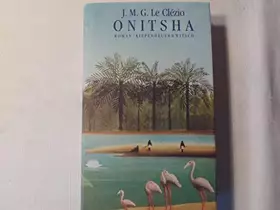 J. M. G. Le Clézio
ONITSHA
ROMAN · KIEPENHEUER & WITSCH